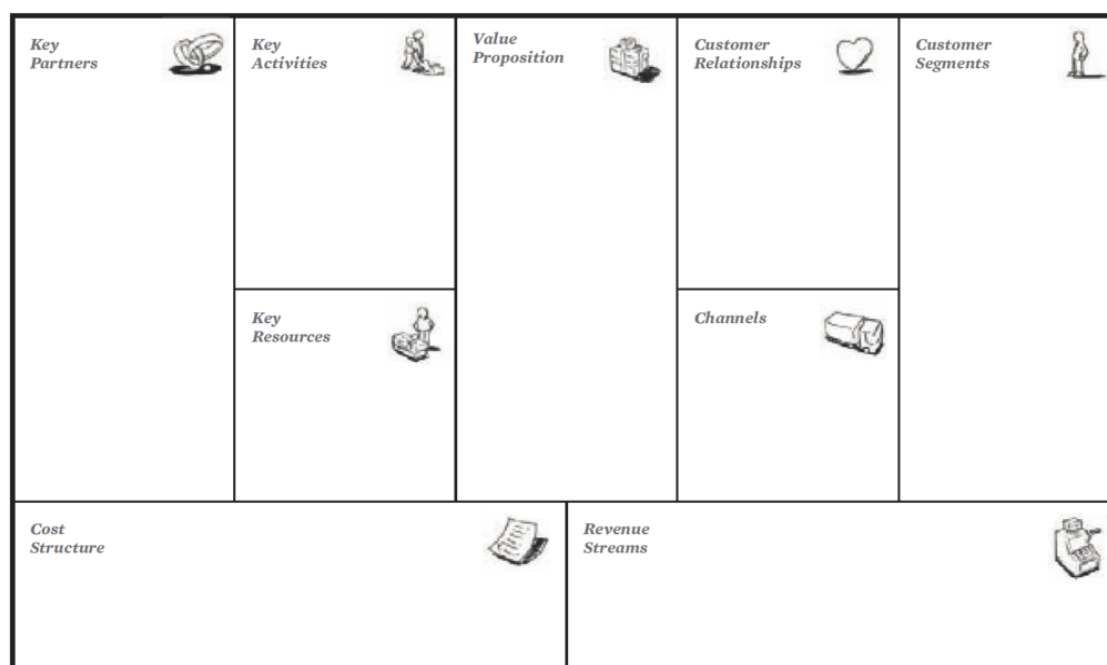 Key
Partners
Key
Activities
Value
Proposition
Customer
Relationships
Customer
Segments
Key
Resources
Channels
Cost
Structure
Revenue
Streams